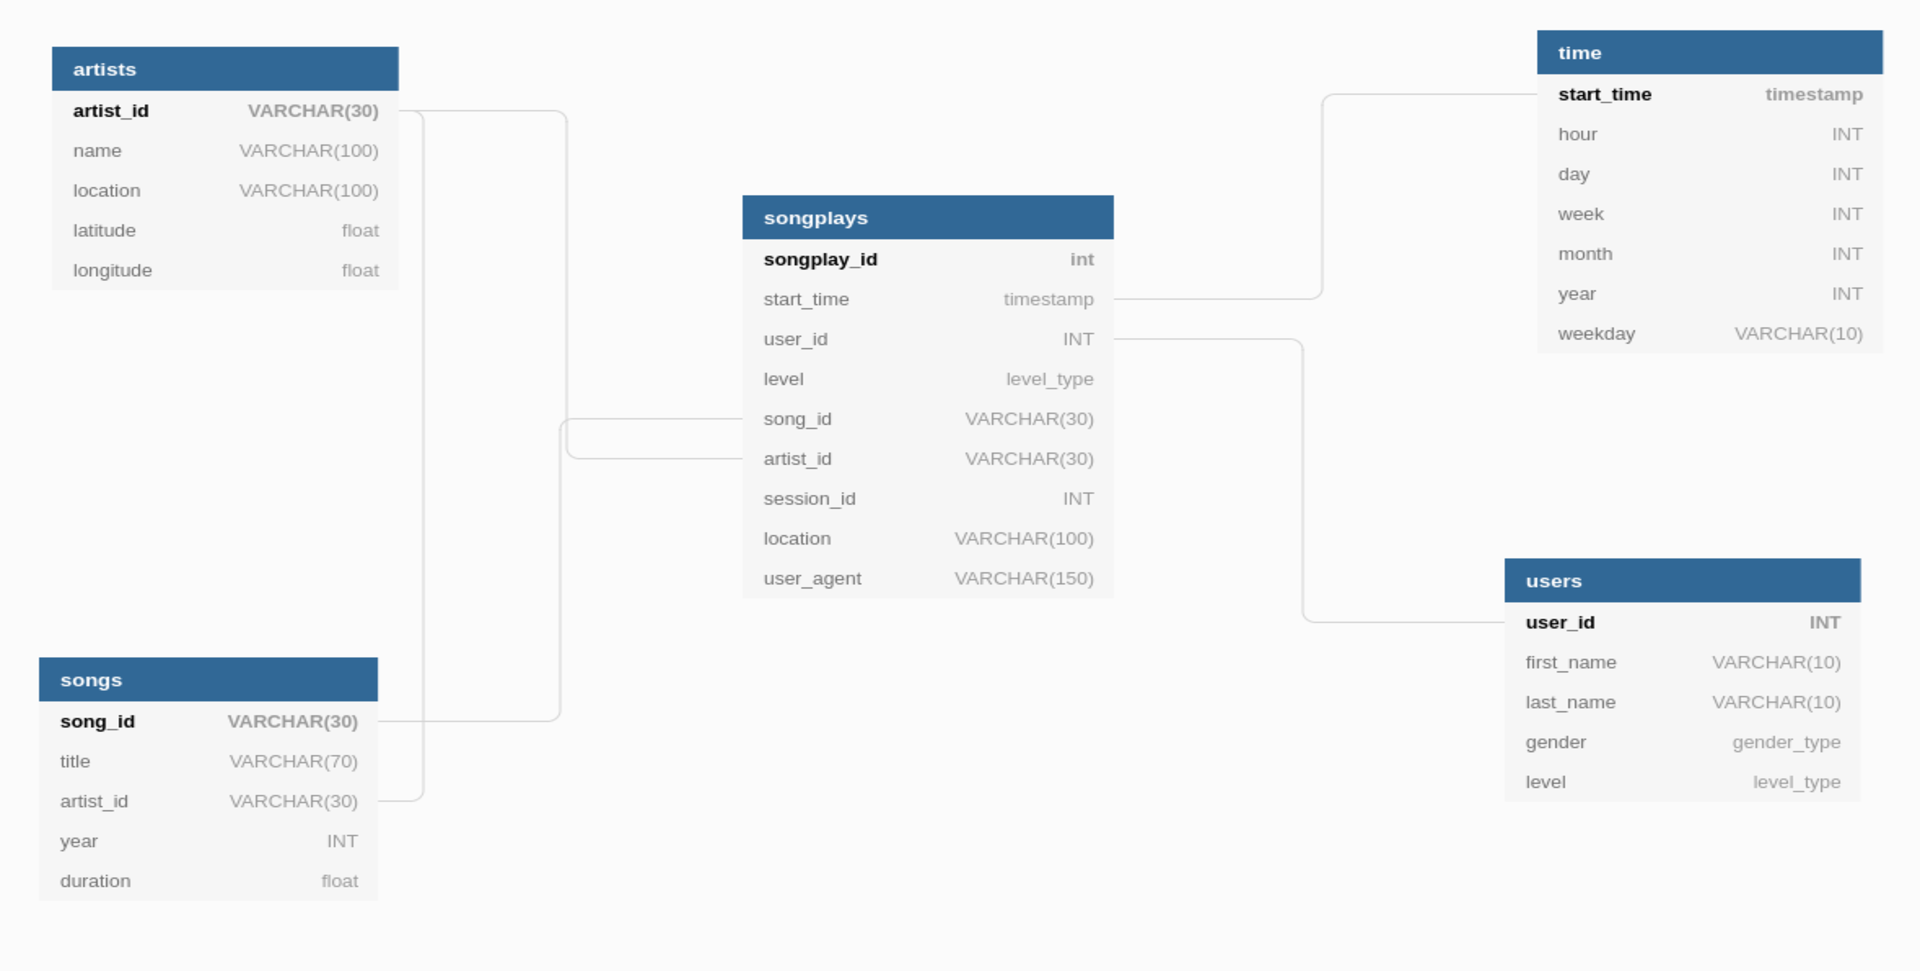 artists
artist_id VARCHAR(30)
name VARCHAR(100)
location VARCHAR(100)
latitude float
longitude float
songs
song_id VARCHAR(30)
title VARCHAR(70)
artist_id VARCHAR(30)
year INT
duration float
songplays
songplay_id int
start_time timestamp
user_id INT
level level_type
song_id VARCHAR(30)
artist_id VARCHAR(30)
session_id INT
location VARCHAR(100)
user_agent VARCHAR(150)
time
start_time timestamp
hour INT
day INT
week INT
month INT
year INT
weekday VARCHAR(10)
users
user_id INT
first_name VARCHAR(10)
last_name VARCHAR(10)
gender gender_type
level level_type